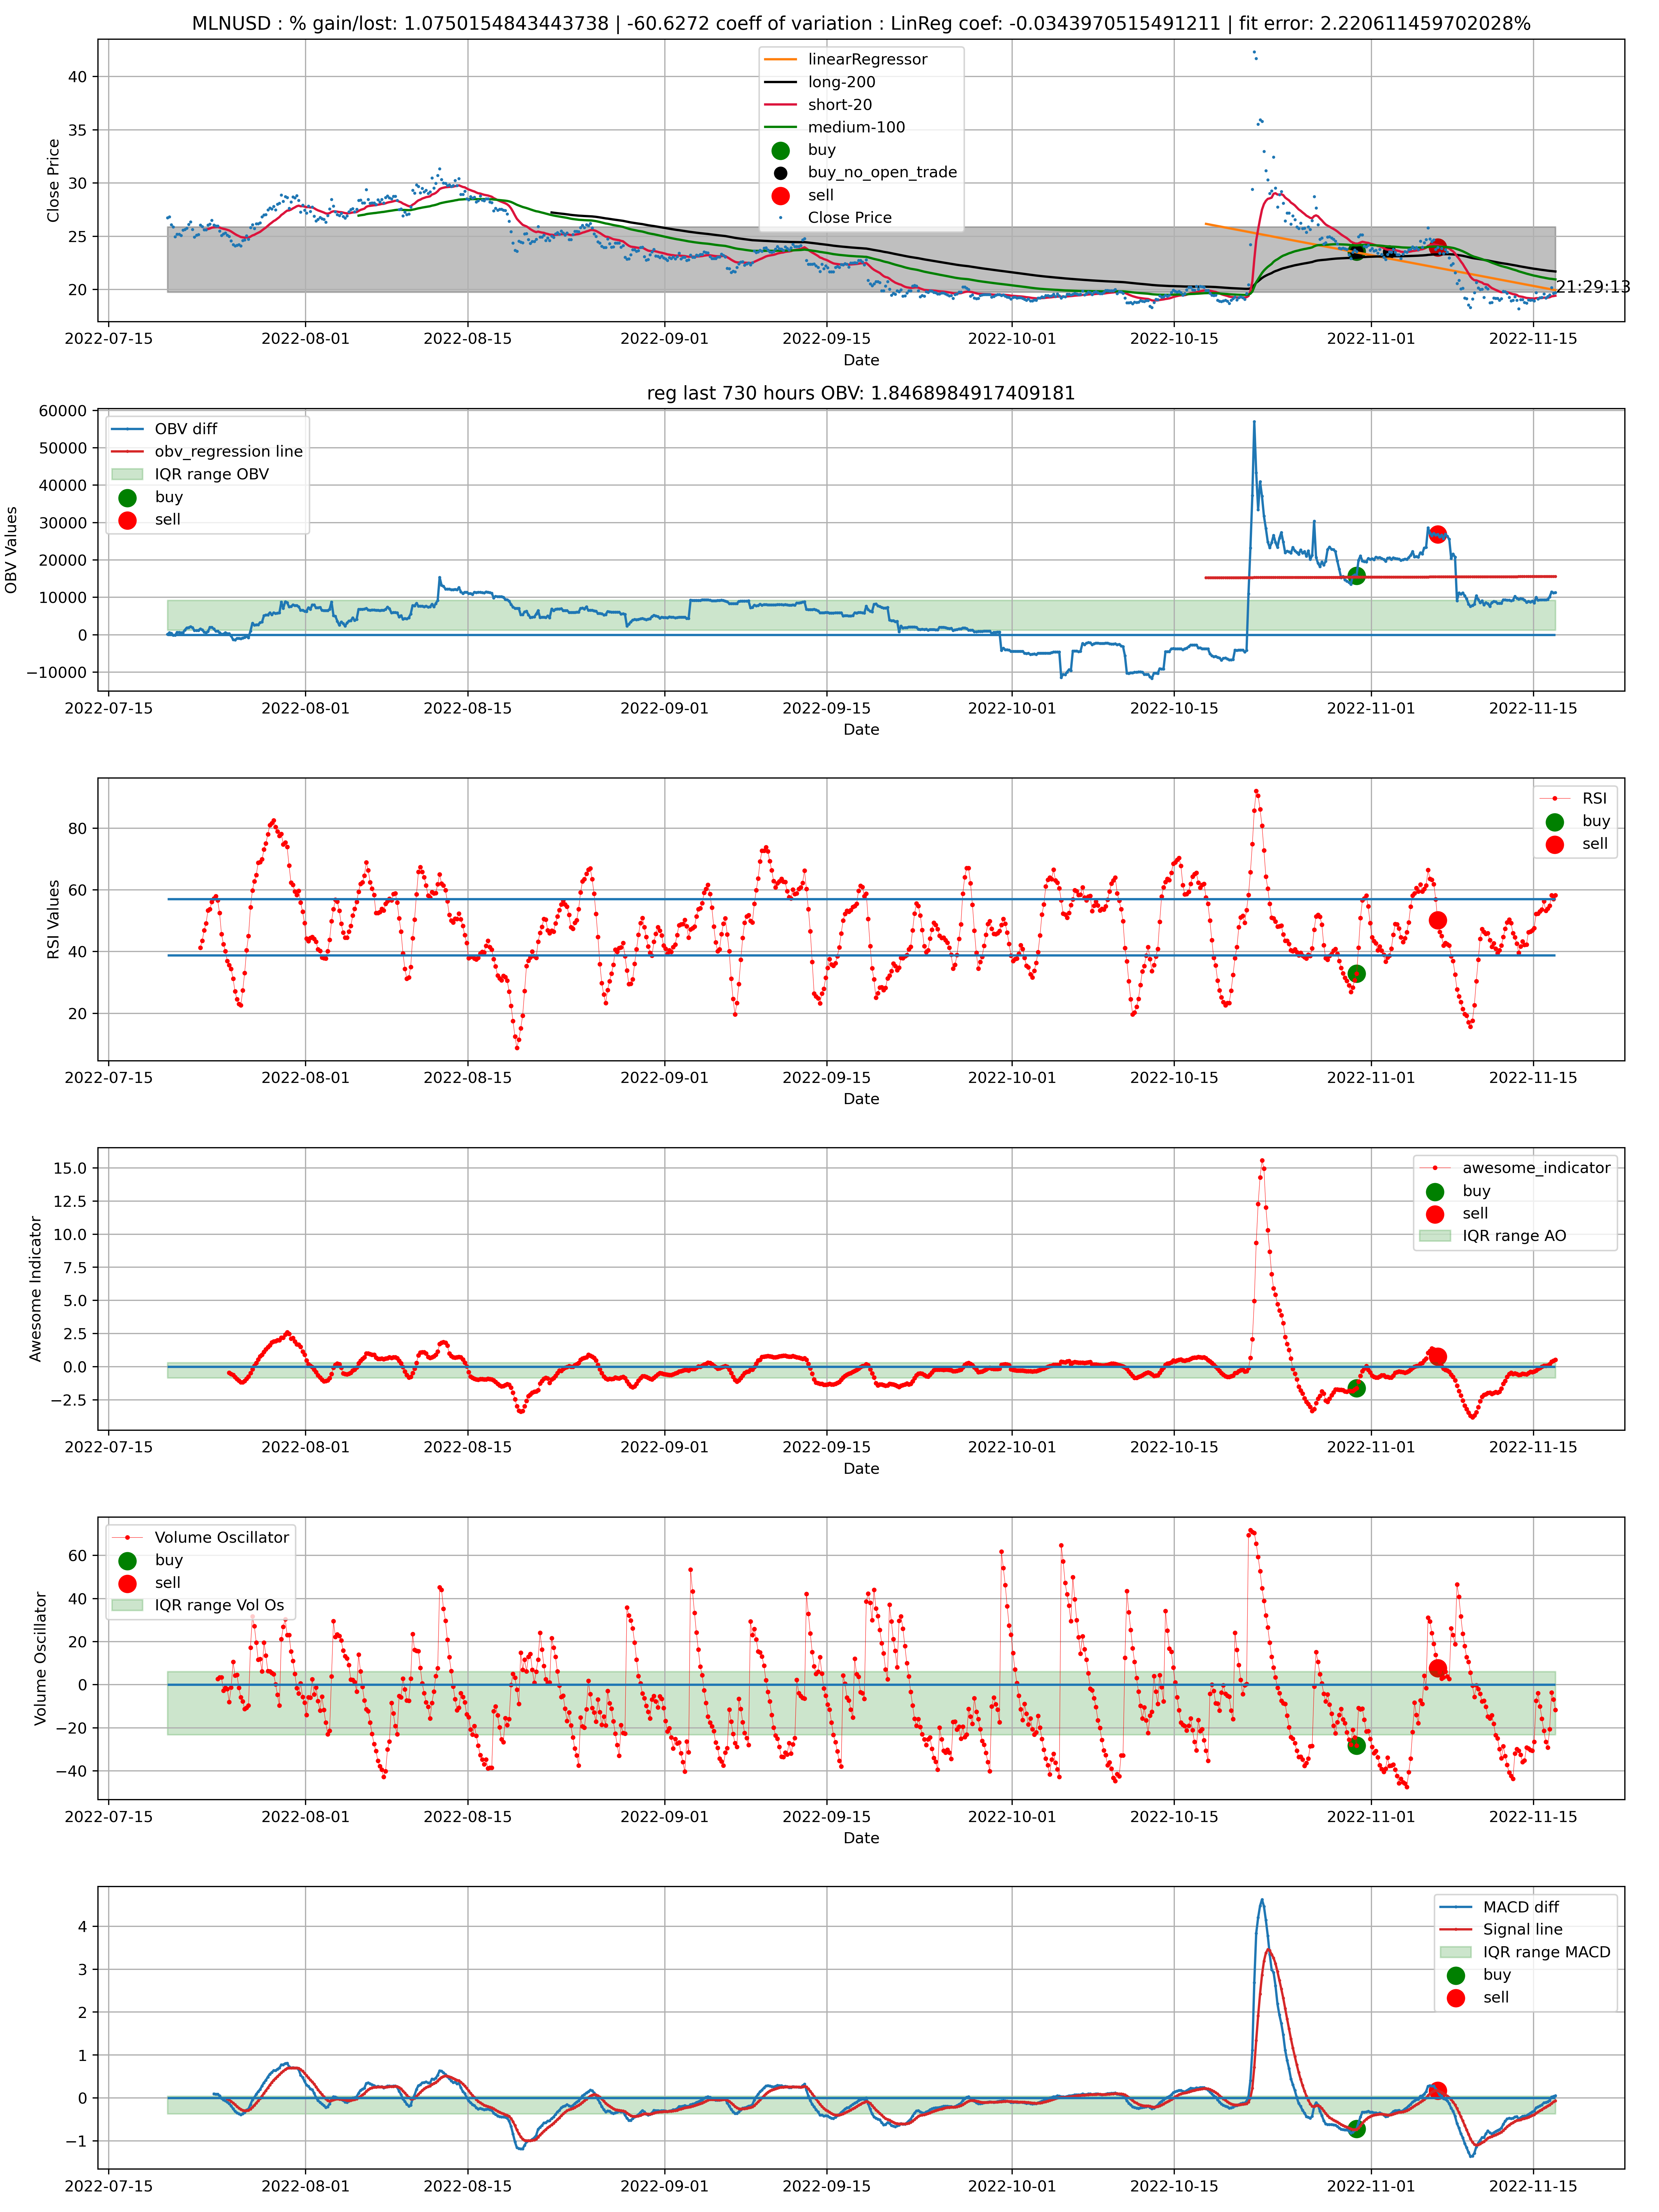 MLNUSD : % gain/lost: 1.0750154843443738 | -60.6272 coeff of variation : LinReg coef: -0.0343970515491211 | fit error: 2.220611459702028%
linearRegressor
long-200
short-20
medium-100
buy
buy_no_open_trade
sell
Close Price
Close Price
40
35
30
25
20
21:29:13
2022-07-15 2022-08-01 2022-08-15 2022-09-01 2022-09-15 2022-10-01 2022-10-15 2022-11-01 2022-11-15
Date
reg last 730 hours OBV: 1.8468984917409181
OBV diff
obv_regression line
IQR range OBV
buy
sell
OBV Values
60000
50000
40000
30000
20000
10000
0
−10000
2022-07-15 2022-08-01 2022-08-15 2022-09-01 2022-09-15 2022-10-01 2022-10-15 2022-11-01 2022-11-15
Date
RSI
buy
sell
RSI Values
80
60
40
20
2022-07-15 2022-08-01 2022-08-15 2022-09-01 2022-09-15 2022-10-01 2022-10-15 2022-11-01 2022-11-15
Date
awesome_indicator
buy
sell
IQR range AO
Awesome Indicator
15.0
12.5
10.0
7.5
5.0
2.5
0.0
−2.5
2022-07-15 2022-08-01 2022-08-15 2022-09-01 2022-09-15 2022-10-01 2022-10-15 2022-11-01 2022-11-15
Date
Volume Oscillator
buy
sell
IQR range Vol Os
Volume Oscillator
60
40
20
0
−20
−40
2022-07-15 2022-08-01 2022-08-15 2022-09-01 2022-09-15 2022-10-01 2022-10-15 2022-11-01 2022-11-15
Date
MACD diff
Signal line
IQR range MACD
buy
sell
4
3
2
1
0
−1
2022-07-15 2022-08-01 2022-08-15 2022-09-01 2022-09-15 2022-10-01 2022-10-15 2022-11-01 2022-11-15